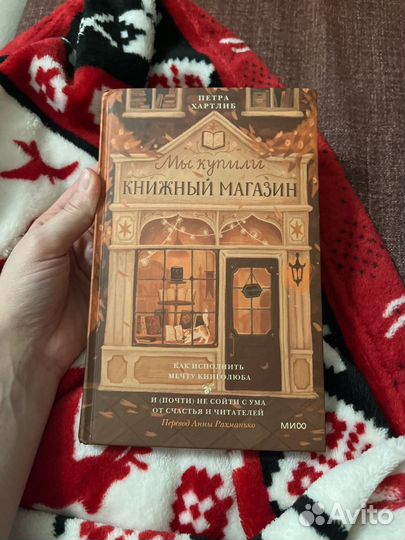 ПЕТРА
ХАРТЛИБ
Мы купили
КНИЖНЫЙ МАГАЗИН
КАК ИСПОЛНИТЬ
МЕЧТУ КНИГОЛЮБА
И (ПОЧТИ) НЕ СОЙТИ С УМА
ОТ СЧАСТЬЯ И ЧИТАТЕЛЕЙ
Перевод Анны Рахманько
МИФ
Avito